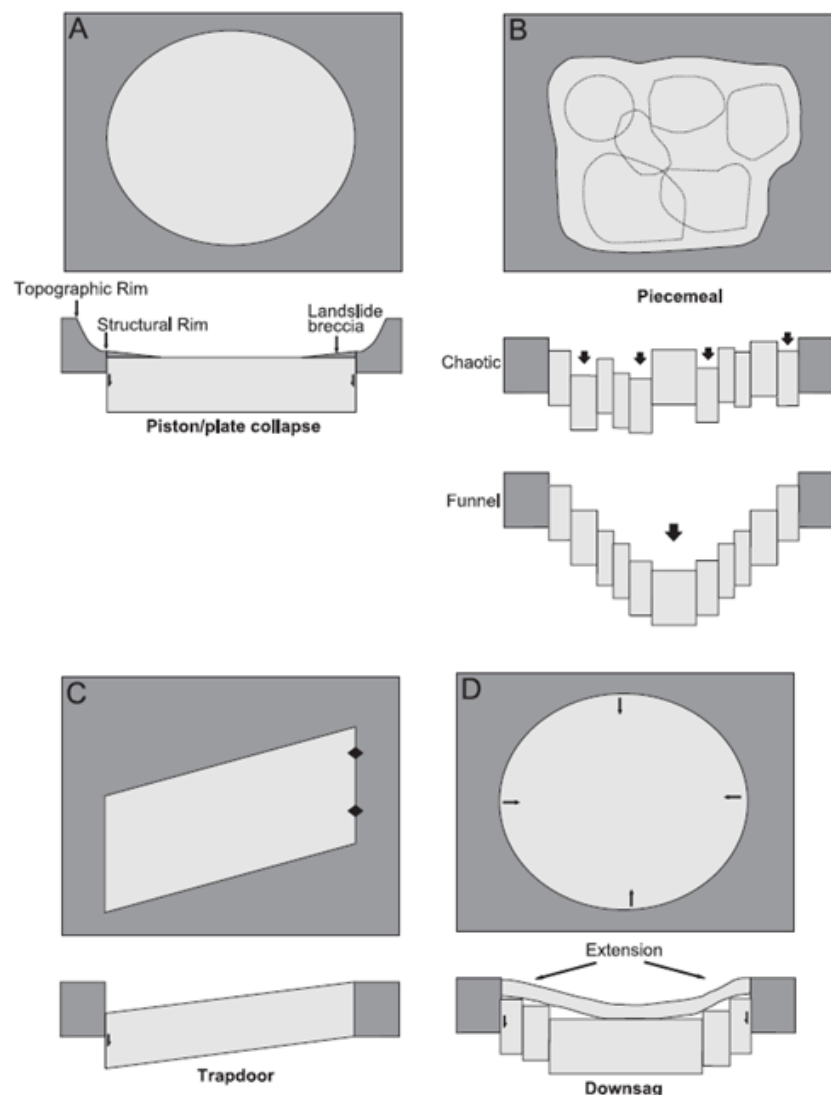 A
Topographic Rim
Structural Rim
Landslide
breccia
Piston/plate collapse
B
Piecemeal
Chaotic
Funnel
C
Trapdoor
D
Extension
Downsag